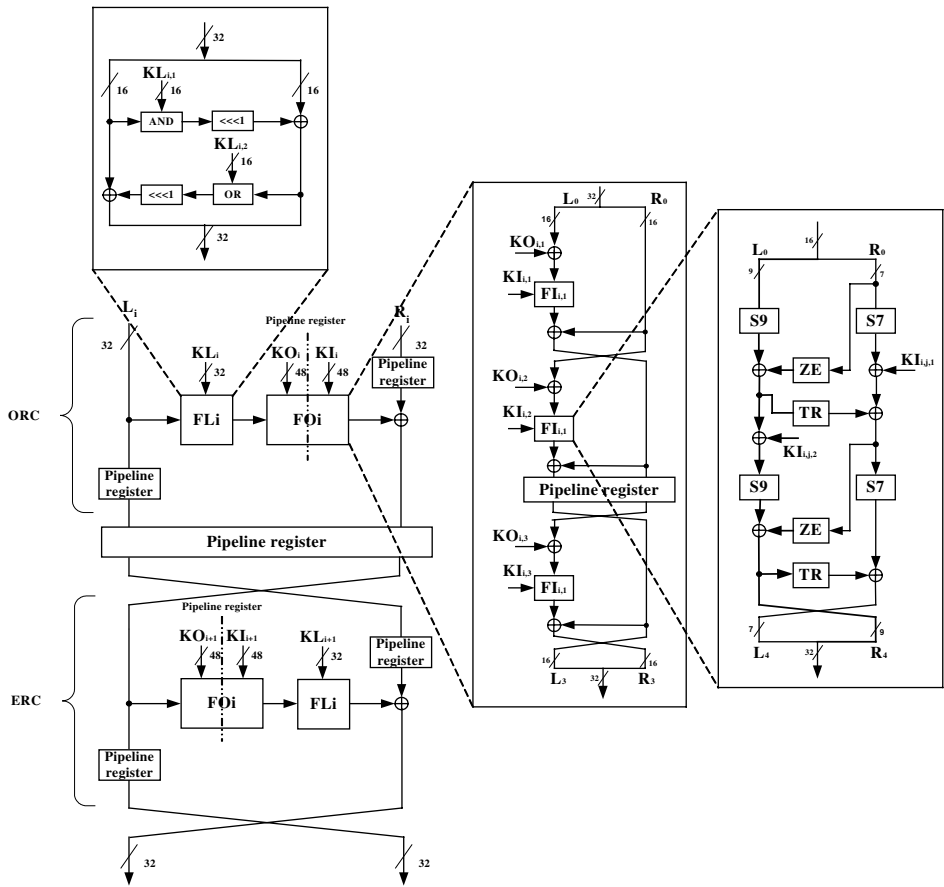 32
16
KLi,1
16
16
AND
<<<1
KLi,2
16
<<<1
OR
32
Li
32
Pipeline register
Ri
32
KLi
32
KOi
48
KIi
48
Pipeline
register
ORC
FLi
FOi
Pipeline
register
Pipeline register
Pipeline register
ERC
KOi+1
48
KIi+1
48
KLi+1
32
Pipeline
register
FOi
FLi
Pipeline
register
32
32
L0
32
R0
16
16
KOi,1
KIi,1
FIi,1
KOi,2
KIi,2
FIi,1
Pipeline register
KOi,3
KIi,3
FIi,1
16
16
L3
32
R3
16
L0
R0
9
7
S9
S7
ZE
KIi,j,1
TR
KIi,j,2
S9
S7
ZE
TR
7
9
L4
32
R4